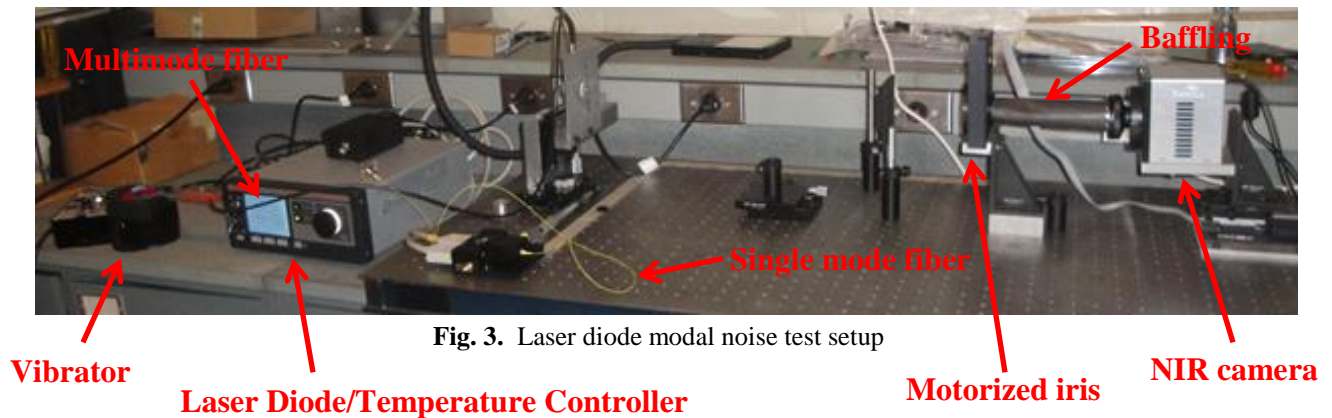 Baffling
Multimode fiber
Single mode fiber
Fig. 3. Laser diode modal noise test setup
Vibrator
Laser Diode/Temperature Controller
Motorized iris
NIR camera